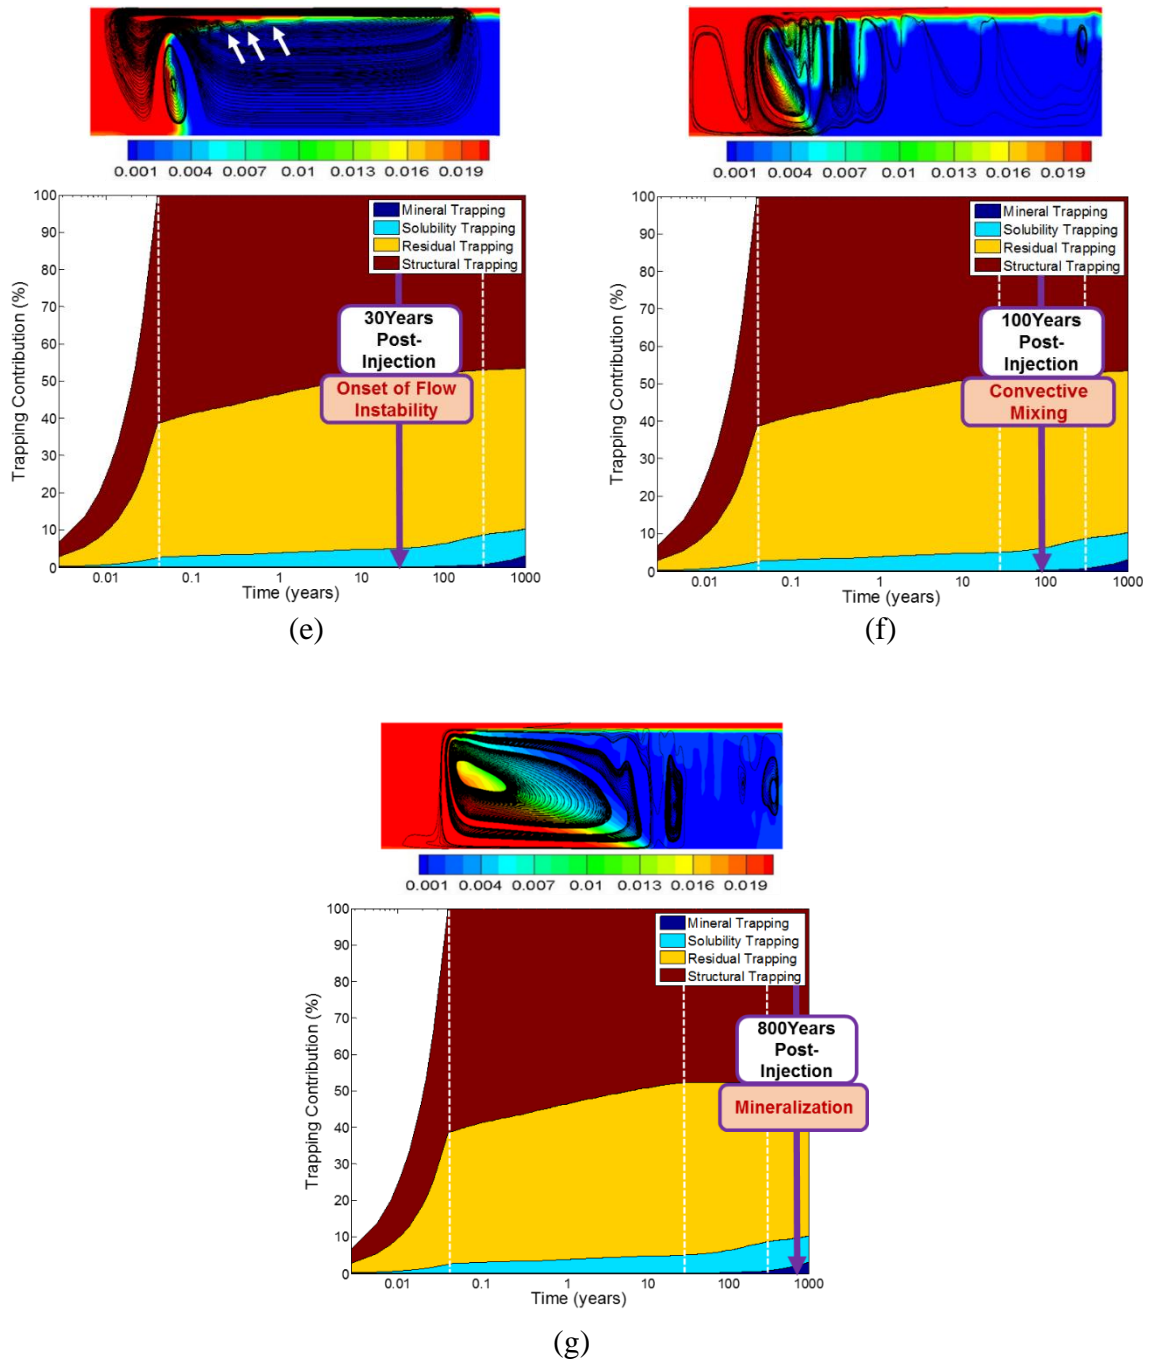 0.001 0.004 0.007 0.01 0.013 0.016 0.019
100
90
80
70
60
50
40
30
20
10
0
Trapping Contribution (%)
Mineral Trapping
Solubility Trapping
Residual Trapping
Structural Trapping
30Years
Post-
Injection
Onset of Flow
Instability
0.01 0.1 1 10 100 1000
Time (years)
(e)
0.001 0.004 0.007 0.01 0.013 0.016 0.019
100
90
80
70
60
50
40
30
20
10
0
Trapping Contribution (%)
Mineral Trapping
Solubility Trapping
Residual Trapping
Structural Trapping
100Years
Post-
Injection
Convective
Mixing
0.01 0.1 1 10 100 1000
Time (years)
(f)
0.001 0.004 0.007 0.01 0.013 0.016 0.019
100
90
80
70
60
50
40
30
20
10
0
Trapping Contribution (%)
Mineral Trapping
Solubility Trapping
Residual Trapping
Structural Trapping
800Years
Post-
Injection
Mineralization
0.01 0.1 1 10 100 1000
Time (years)
(g)